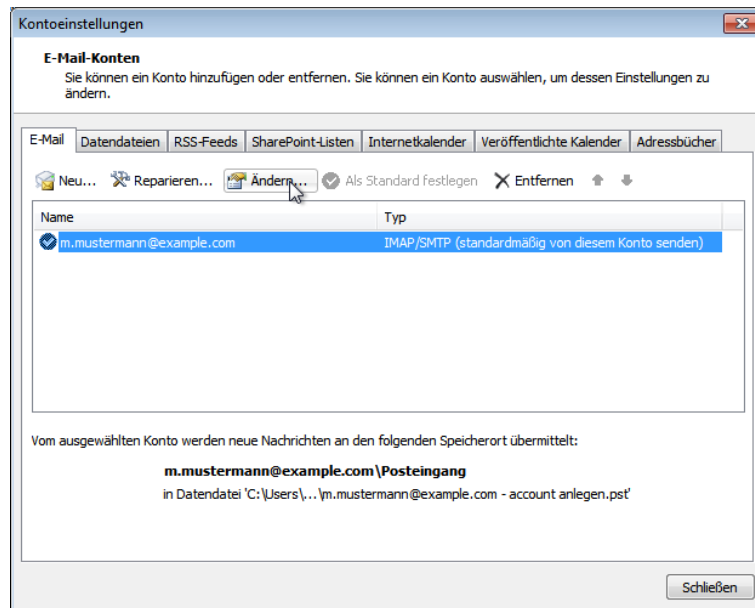 Kontoeinstellungen
E-Mail-Konten
Sie können ein Konto hinzufügen oder entfernen. Sie können ein Konto auswählen, um dessen Einstellungen zu
ändern.
E-Mail Datendateien RSS-Feeds SharePoint-Listen Internetkalender Veröffentlichte Kalender Adressbücher
Neu... Reparieren... Ändern... Als Standard festlegen Entfernen
Name Typ
m.mustermann@example.com IMAP/SMTP (standardmäßig von diesem Konto senden)
Vom ausgewählten Konto werden neue Nachrichten an den folgenden Speicherort übermittelt:
m.mustermann@example.com\Posteingang
in Datendatei 'C:\Users\...\m.mustermann@example.com - account anlegen.pst'
Schließen